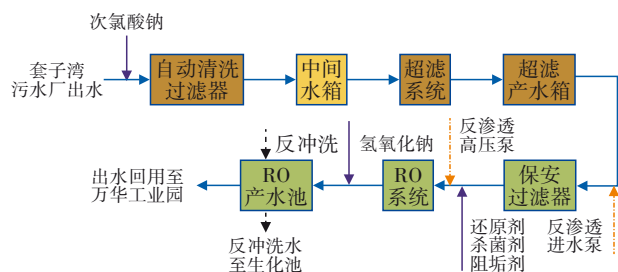 次氯酸钠
套子湾
污水厂出水
自动清洗
过滤器
中间
水箱
超滤
系统
超滤
产水箱
反冲洗
氢氧化钠
反渗透
高压泵
出水回用至
万华工业园
RO
产水池
RO
系统
保安
过滤器
反冲洗水
至生化池
还原剂
杀菌剂
阻垢剂
反渗透
进水泵